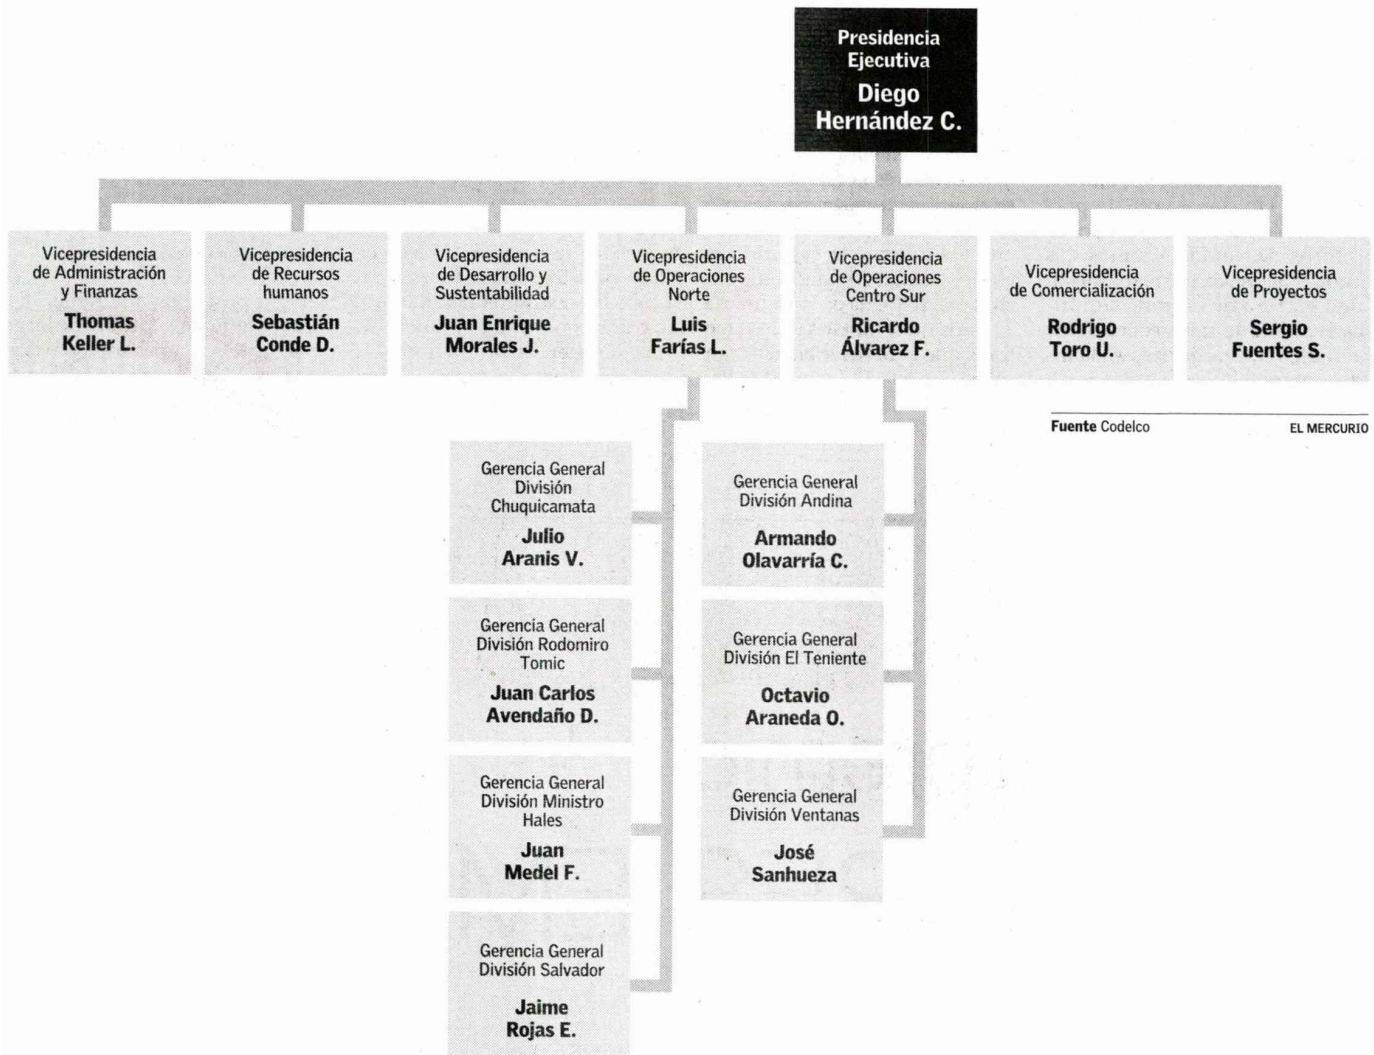 Presidencia
Ejecutiva
Diego
Hernández C.
Vicepresidencia
de Administración
y Finanzas
Thomas
Keller L.
Vicepresidencia
de Recursos
humanos
Sebastián
Conde D.
Vicepresidencia
de Desarrollo y
Sustentabilidad
Juan Enrique
Morales J.
Vicepresidencia
de Operaciones
Norte
Luis
Farías L.
Vicepresidencia
de Operaciones
Centro Sur
Ricardo
Álvarez F.
Vicepresidencia
de Comercialización
Rodrigo
Toro U.
Vicepresidencia
de Proyectos
Sergio
Fuentes S.
Fuente Codelco
EL MERCURIO
Gerencia General
División
Chuquicamata
Julio
Aranis V.
Gerencia General
División Rodomiro
Tomic
Juan Carlos
Avendaño D.
Gerencia General
División Ministro
Hales
Juan
Medel F.
Gerencia General
División Salvador
Jaime
Rojas E.
Gerencia General
División Andina
Armando
Olavarría C.
Gerencia General
División El Teniente
Octavio
Araneda O.
Gerencia General
División Ventanas
José
Sanhueza